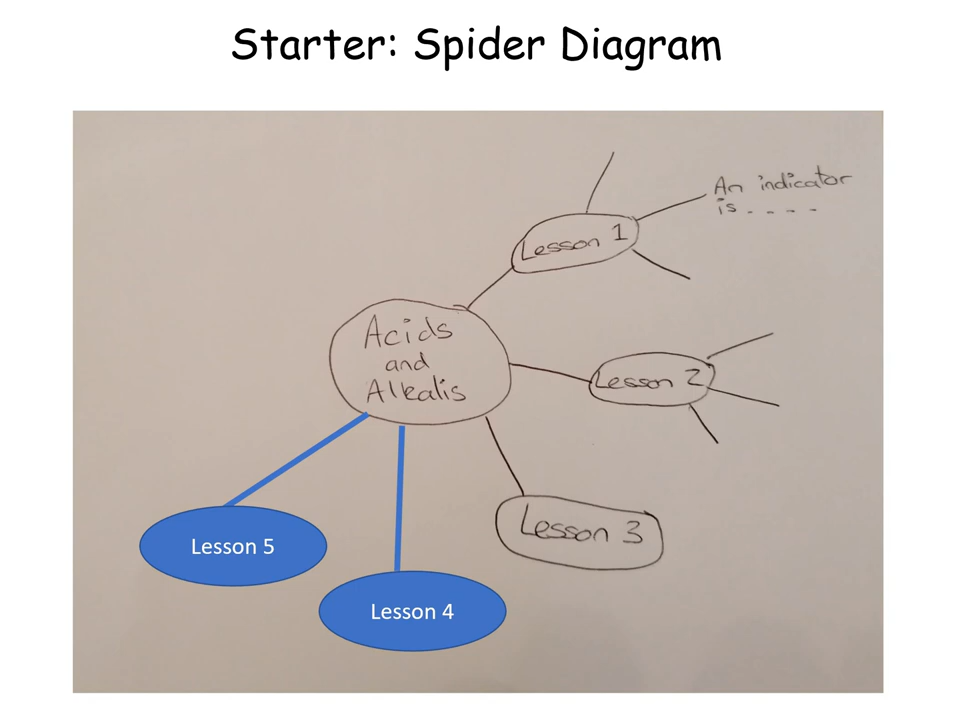 Starter: Spider Diagram
An indicator
is . . . .
Lesson 1
Acids
and
Alkalis
Lesson 2
Lesson 3
Lesson 5
Lesson 4